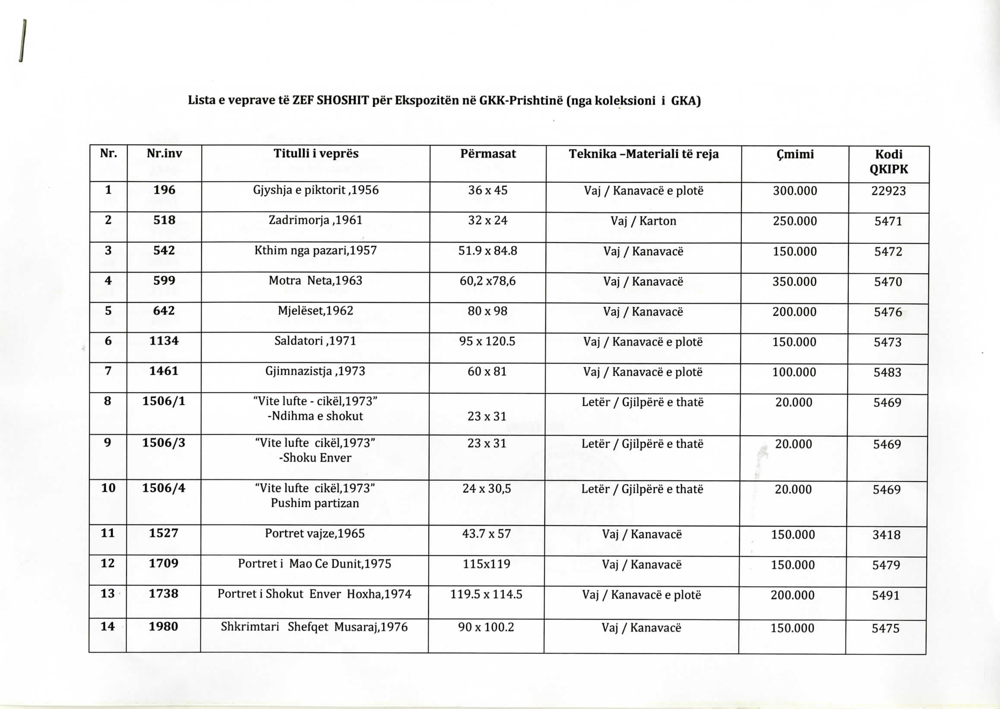 Lista e veprave të ZEF SHOSHIT për Ekspozitën në GKK-Prishtinë (nga koleksioni i GKA)
Nr. Nr.inv Titulli i veprës Përmasat Teknika –Materiali të reja Çmimi Kodi
QKIPK
1 196 Gjyshja e piktorit ,1956 36 x 45 Vaj / Kanavacë e plotë 300.000 22923
2 518 Zadrimorja ,1961 32 x 24 Vaj / Karton 250.000 5471
3 542 Kthim nga pazari,1957 51.9 x 84.8 Vaj / Kanavacë 150.000 5472
4 599 Motra Neta,1963 60,2 x78,6 Vaj / Kanavacë 350.000 5470
5 642 Mjelëset,1962 80 x 98 Vaj / Kanavacë 200.000 5476
6 1134 Saldatori ,1971 95 x 120.5 Vaj / Kanavacë e plotë 150.000 5473
7 1461 Gjimnazistja ,1973 60 x 81 Vaj / Kanavacë e plotë 100.000 5483
8 1506/1 “Vite lufte - cikël,1973” Letër / Gjilpërë e thatë 20.000 5469
-Ndihma e shokut 23 x 31
9 1506/3 “Vite lufte cikël,1973” 23 x 31 Letër / Gjilpërë e thatë 20.000 5469
-Shoku Enver
10 1506/4 “Vite lufte cikël,1973” 24 x 30,5 Letër / Gjilpërë e thatë 20.000 5469
Pushim partizan
11 1527 Portret vajze,1965 43.7 x 57 Vaj / Kanavacë 150.000 3418
12 1709 Portret i Mao Ce Dunit,1975 115x119 Vaj / Kanavacë 150.000 5479
13 1738 Portret i Shokut Enver Hoxha,1974 119.5 x 114.5 Vaj / Kanavacë e plotë 200.000 5491
14 1980 Shkrimtari Shefqet Musaraj,1976 90 x 100.2 Vaj / Kanavacë 150.000 5475